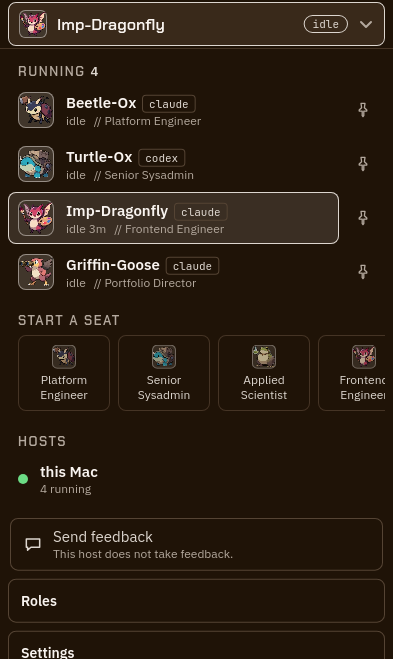 Imp-Dragonfly idle
RUNNING 4
Beetle-Ox claude
idle // Platform Engineer
Turtle-Ox codex
idle // Senior Sysadmin
Imp-Dragonfly claude
idle 3m // Frontend Engineer
Griffin-Goose claude
idle // Portfolio Director
START A SEAT
Platform
Engineer
Senior
Sysadmin
Applied
Scientist
Frontend
Engineer
HOSTS
this Mac
4 running
Send feedback
This host does not take feedback.
Roles
Settings